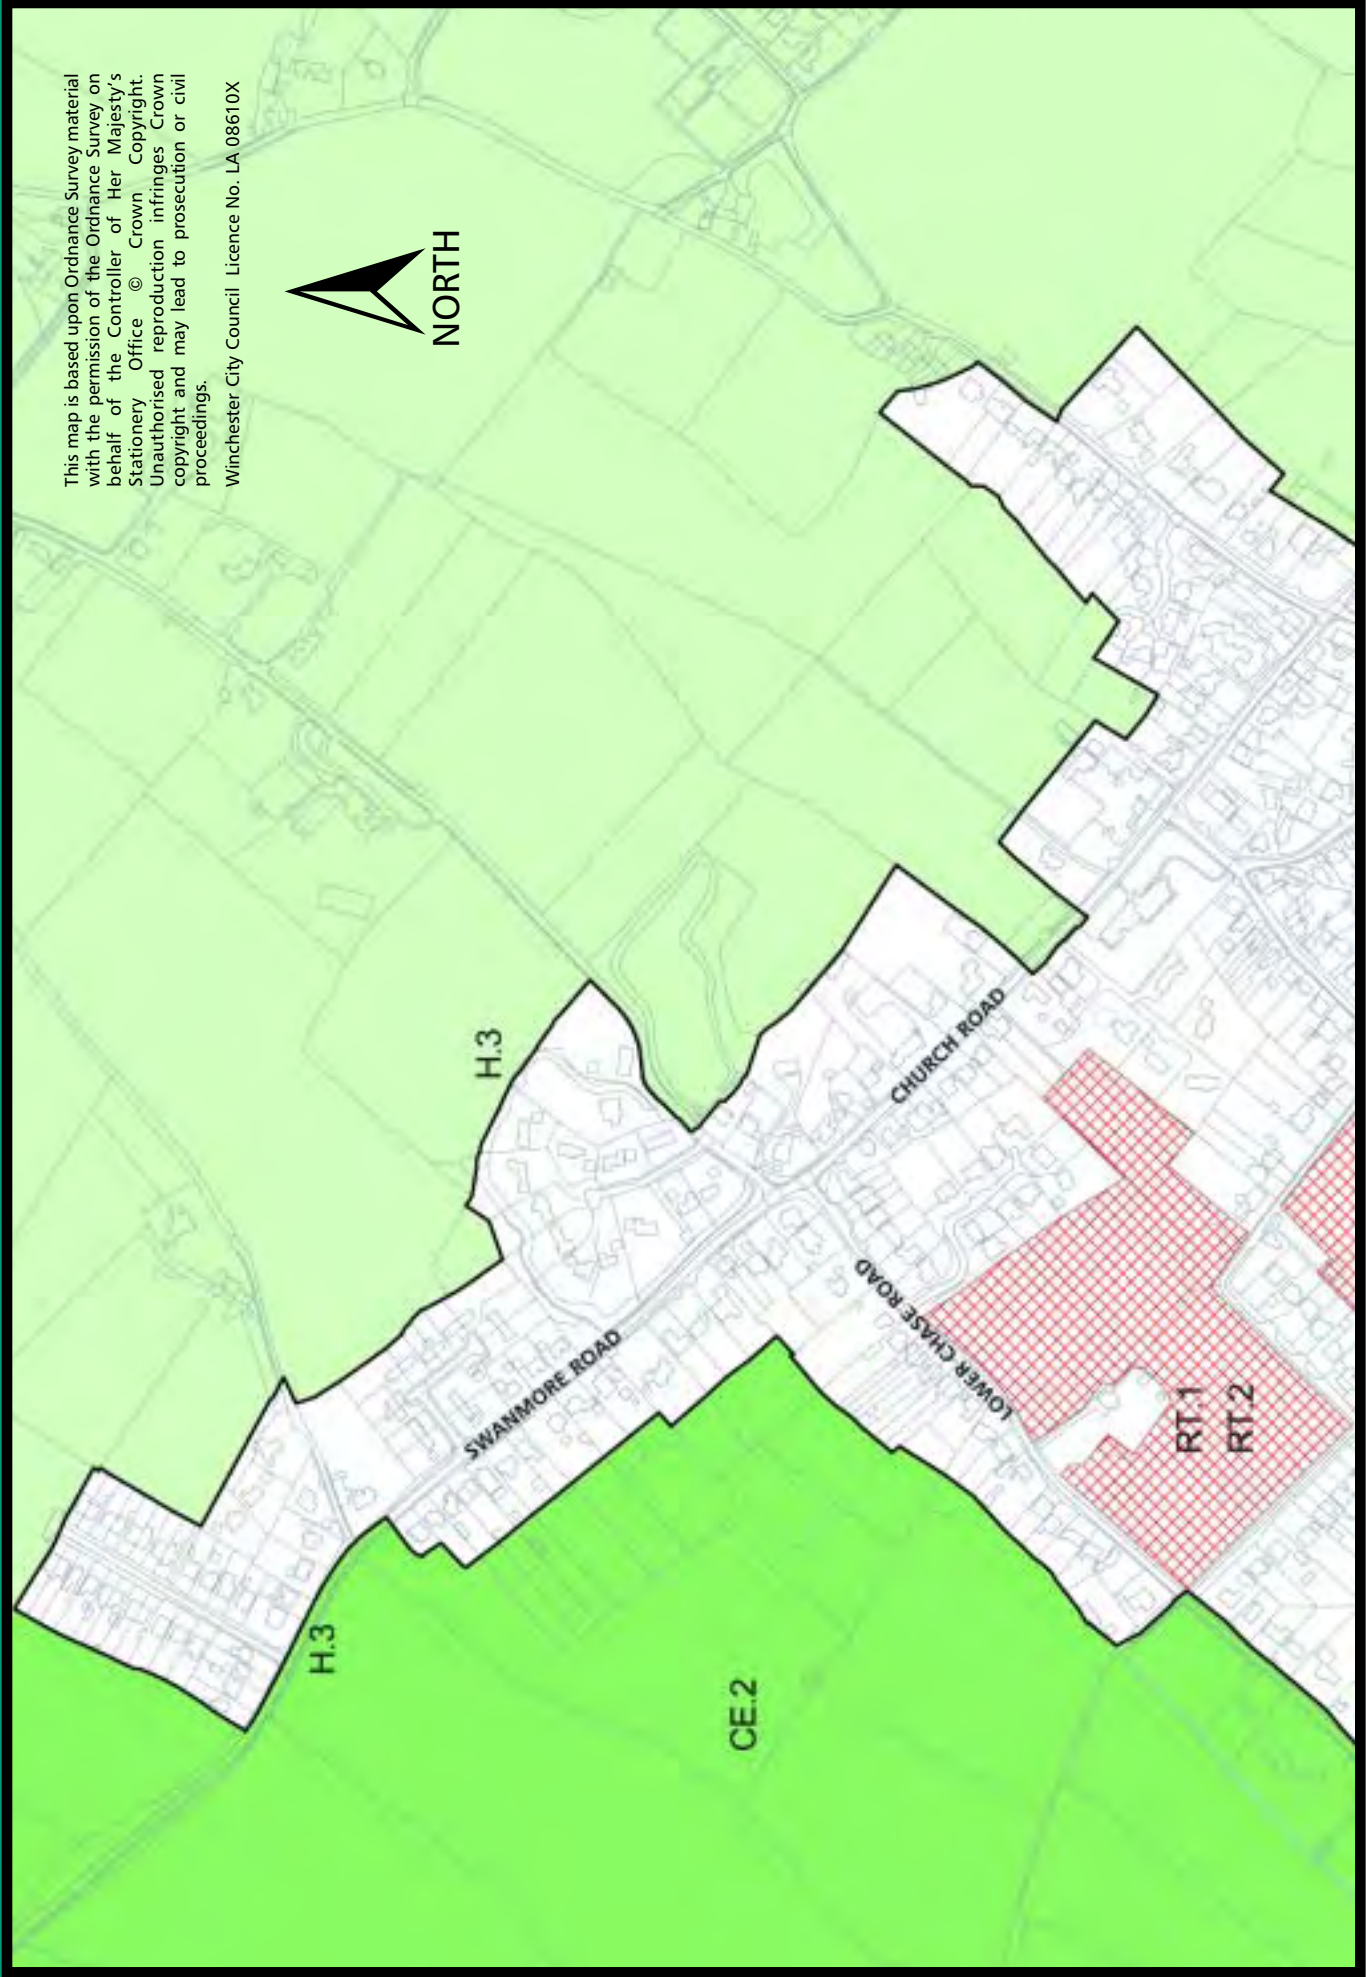 This map is based upon Ordnance Survey material
with the permission of the Ordnance Survey on
behalf of the Controller of Her Majesty's
Stationery Office © Crown Copyright.
Unauthorised reproduction infringes Crown
copyright and may lead to prosecution or civil
proceedings.
Winchester City Council Licence No. LA 08610X
NORTH
H.3
H.3
SWANMORE ROAD
CHURCH ROAD
LOWER CHASE ROAD
CE.2
RT.1
RT.2